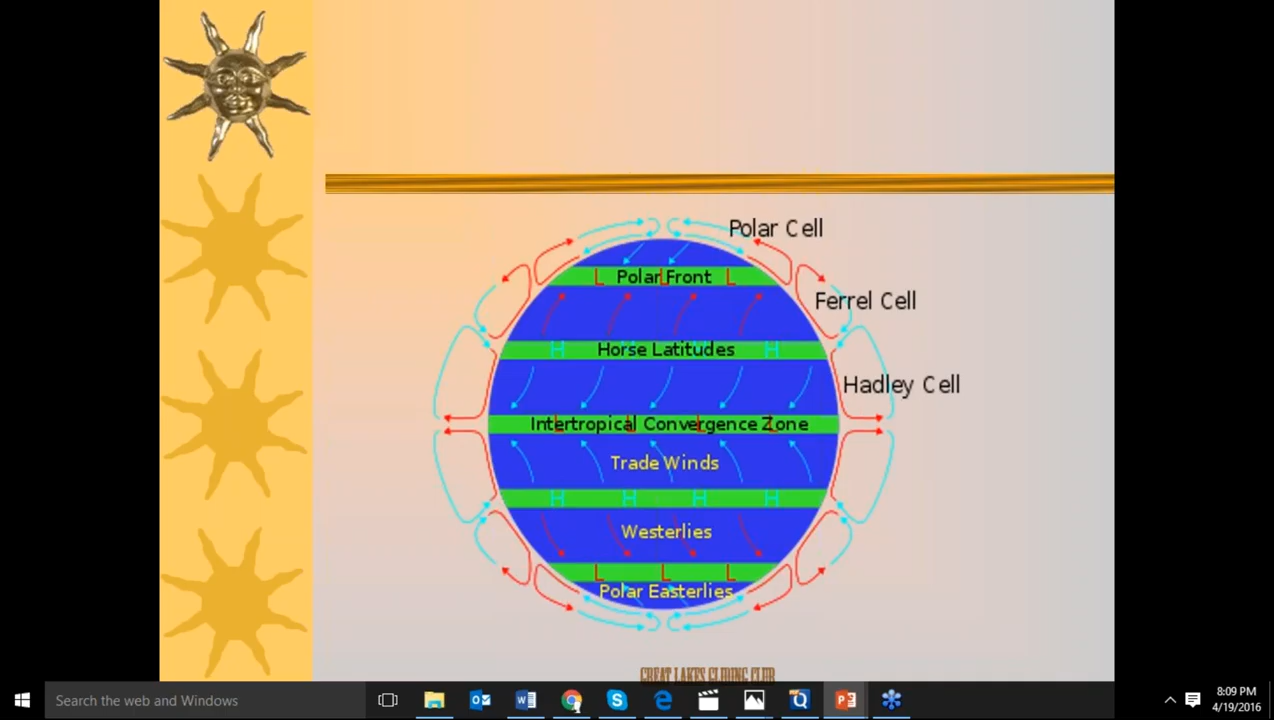 Polar Cell
L Polar Front L L
Ferrel Cell
H Horse Latitudes H
Hadley Cell
Intertropical Convergence Zone
L L L L
Trade Winds
H H H H
Westerlies
L L L
Polar Easterlies
GREAT LAKES GLIDING CLUB
Search the web and Windows
8:09 PM
4/19/2016